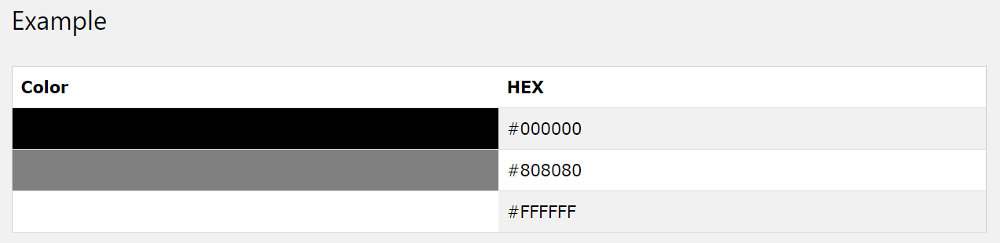 Example
Color HEX
#000000
#808080
#FFFFFF